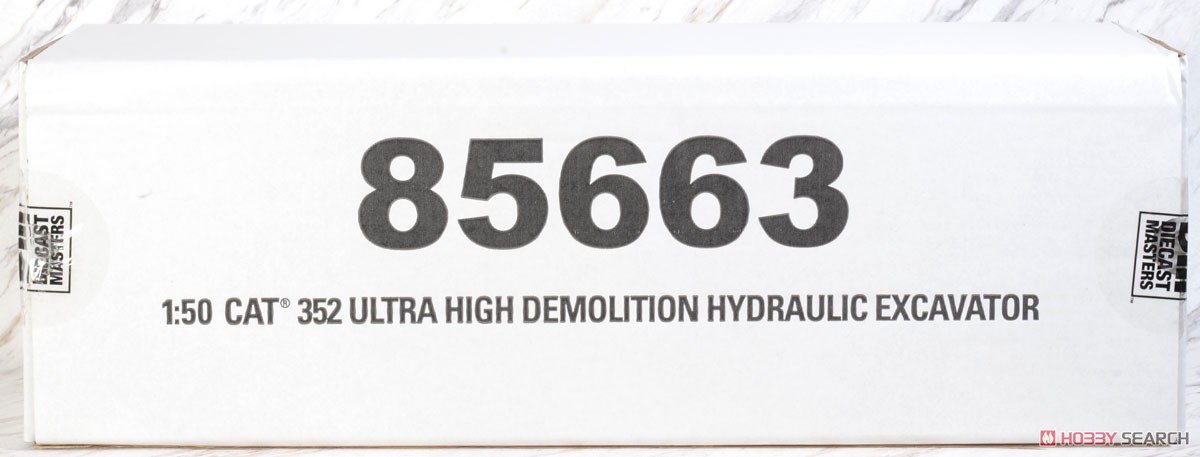 85663
1:50 CAT® 352 ULTRA HIGH DEMOLITION HYDRAULIC EXCAVATOR
DIECAST
MASTERS
DIECAST
MASTERS
HOBBY SEARCH